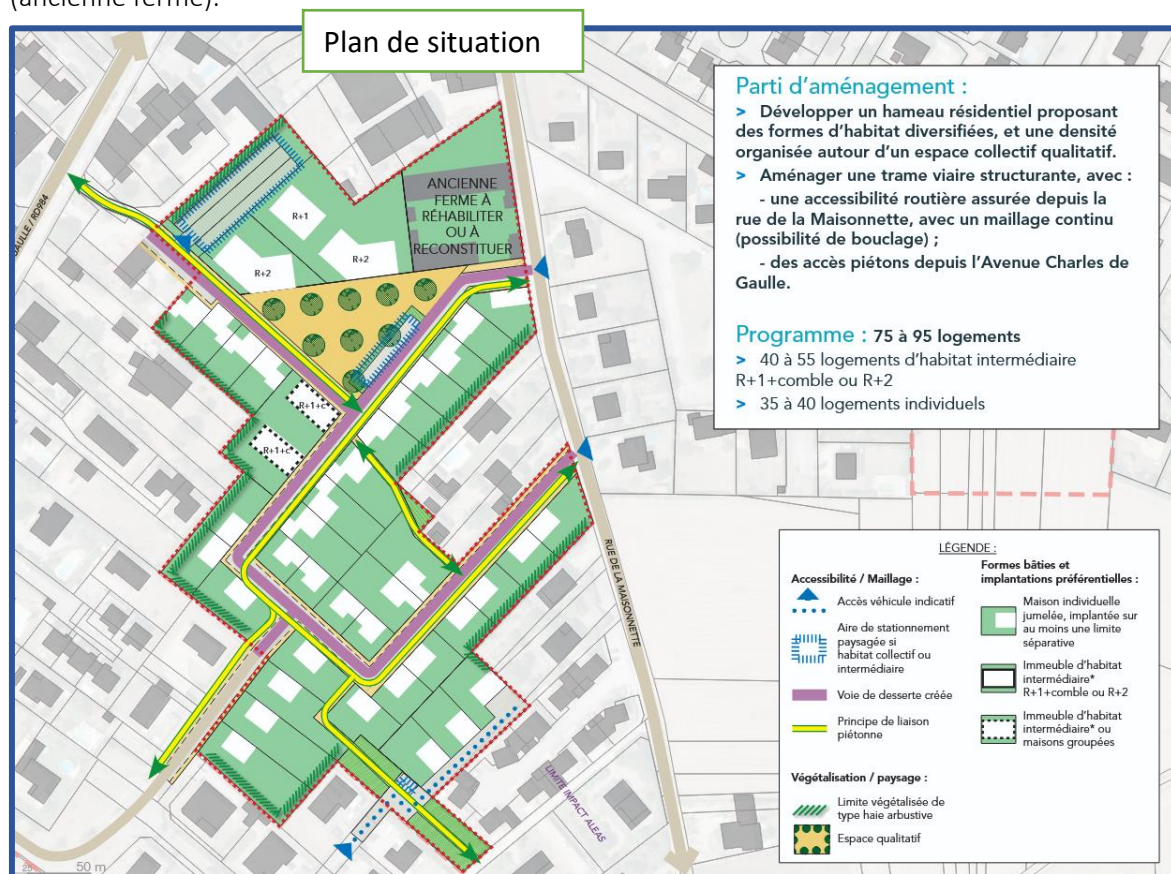 (ancienne ferme).
Plan de situation
Parti d'aménagement :
> Développer un hameau résidentiel proposant
des formes d'habitat diversifiées, et une densité
organisée autour d'un espace collectif qualitatif.
> Aménager une trame viaire structurante, avec :
- une accessibilité routière assurée depuis la
rue de la Maisonnette, avec un maillage continu
(possibilité de bouclage) ;
- des accès piétons depuis l'Avenue Charles de
Gaulle.
Programme : 75 à 95 logements
> 40 à 55 logements d'habitat intermédiaire
R+1+comble ou R+2
> 35 à 40 logements individuels
GAULLE / RD984
ANCIENNE
FERME À
RÉHABILITER
OU À
RECONSTITUER
R+1
R+2
R+2
R+1+c
R+1+c
RUE DE LA MAISONNETTE
LIMITE IMPACT ALEAS
LÉGENDE :
Accessibilité / Maillage :
Accès véhicule indicatif
Aire de stationnement
paysagée si
habitat collectif ou
intermédiaire
Voie de desserte créée
Principe de liaison
piétonne
Végétalisation / paysage :
Limite végétalisée de
type haie arbustive
Espace qualitatif
Formes bâties et
implantations préférentielles :
Maison individuelle
jumelée, implantée sur
au moins une limite
séparative
Immeuble d'habitat
intermédiaire*
R+1+comble ou R+2
Immeuble d'habitat
intermédiaire* ou
maisons groupées
25 50 m